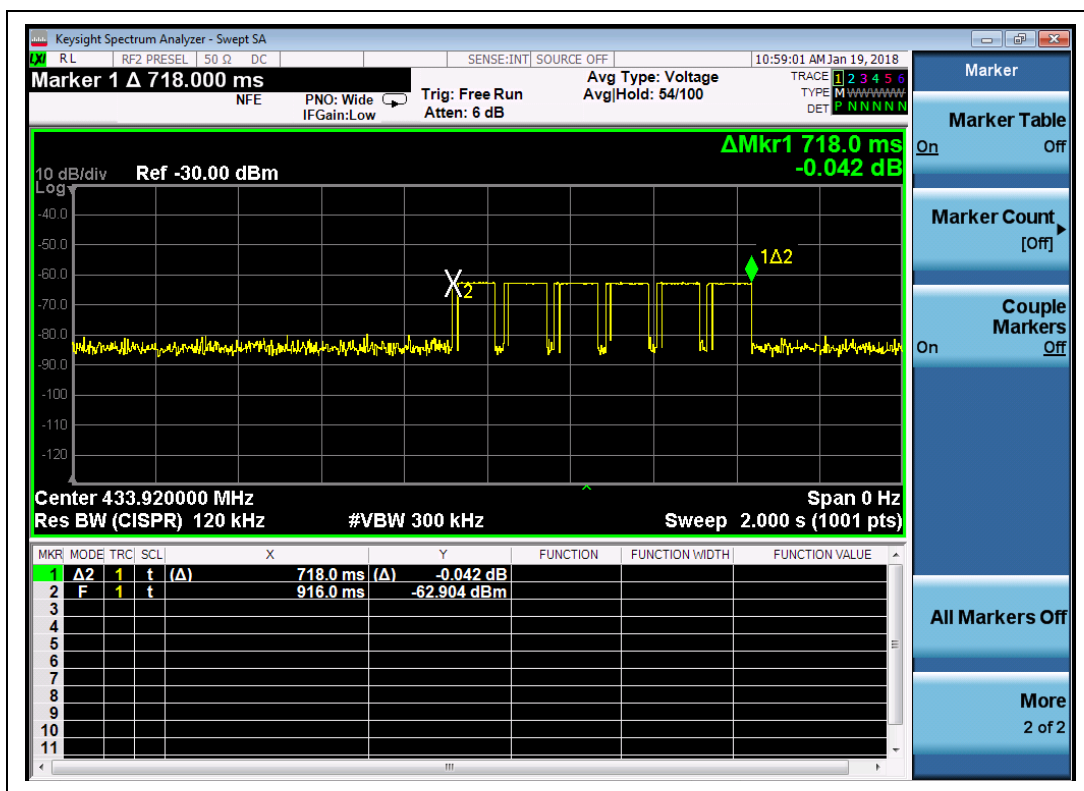 Keysight Spectrum Analyzer - Swept SA
LXI RL RF2 PRESEL 50 Ω DC SENSE:INT SOURCE OFF 10:59:01 AM Jan 19, 2018
Marker 1 Δ 718.000 ms
NFE
PNO: Wide
IFGain:Low
Trig: Free Run
Atten: 6 dB
Avg Type: Voltage
Avg|Hold: 54/100
TRACE 1 2 3 4 5 6
TYPE M WWWWW
DET P N N N N N
ΔMkr1 718.0 ms
-0.042 dB
10 dB/div Ref -30.00 dBm
Log
-40.0
-50.0
-60.0
-70.0
-80.0
-90.0
-100
-110
-120
X2
1Δ2
Center 433.920000 MHz Span 0 Hz
Res BW (CISPR) 120 kHz #VBW 300 kHz Sweep 2.000 s (1001 pts)
MKR MODE TRC SCL X Y FUNCTION FUNCTION WIDTH FUNCTION VALUE
1 Δ2 1 t (Δ) 718.0 ms (Δ) -0.042 dB
2 F 1 t 916.0 ms -62.904 dBm
3
4
5
6
7
8
9
10
11
Marker
Marker Table
On Off
Marker Count
[Off]
Couple
Markers
On Off
All Markers Off
More
2 of 2